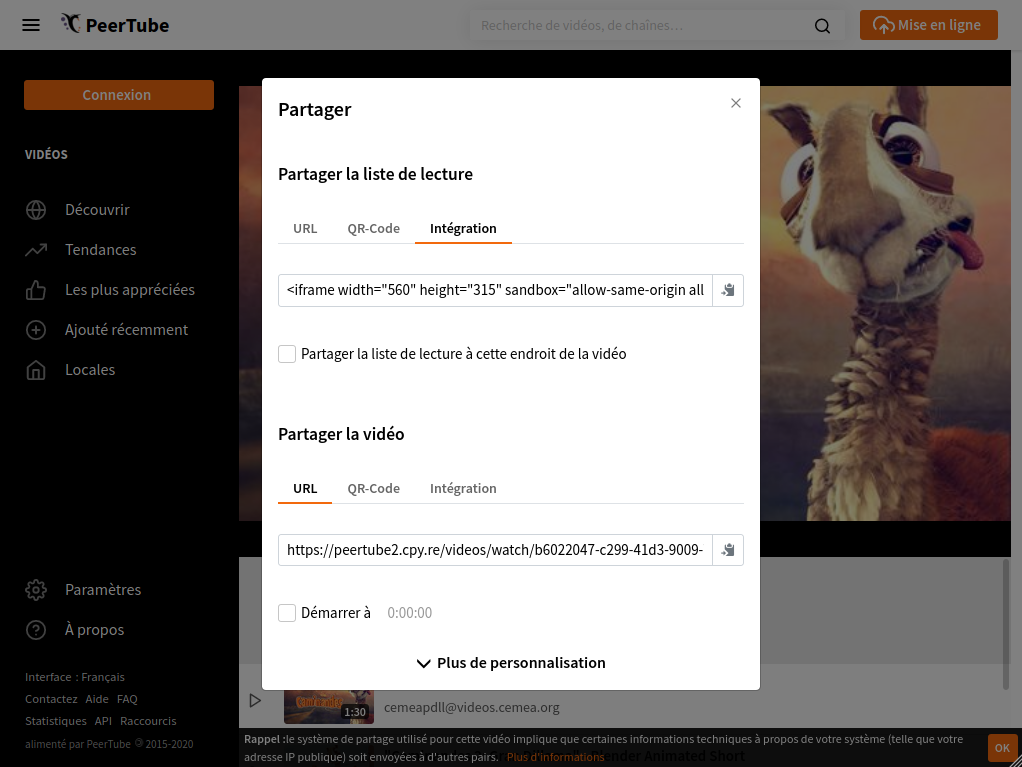 PeerTube
Recherche de vidéos, de chaînes…
Mise en ligne
Connexion
VIDÉOS
Découvrir
Tendances
Les plus appréciées
Ajouté récemment
Locales
Paramètres
À propos
Interface : Français
Contactez Aide FAQ
Statistiques API Raccourcis
alimenté par PeerTube © 2015-2020
Partager
Partager la liste de lecture
URL QR-Code Intégration
<iframe width="560" height="315" sandbox="allow-same-origin all
Partager la liste de lecture à cette endroit de la vidéo
Partager la vidéo
URL QR-Code Intégration
https://peertube2.cpy.re/videos/watch/b6022047-c299-41d3-9009-
Démarrer à 0:00:00
Plus de personnalisation
1:30
cemeapdll@videos.cemea.org
Rappel :le système de partage utilisé pour cette vidéo implique que certaines informations techniques à propos de votre système (telle que votre
adresse IP publique) soit envoyées à d'autres pairs. Plus d'informations
Blender Animated Short
OK